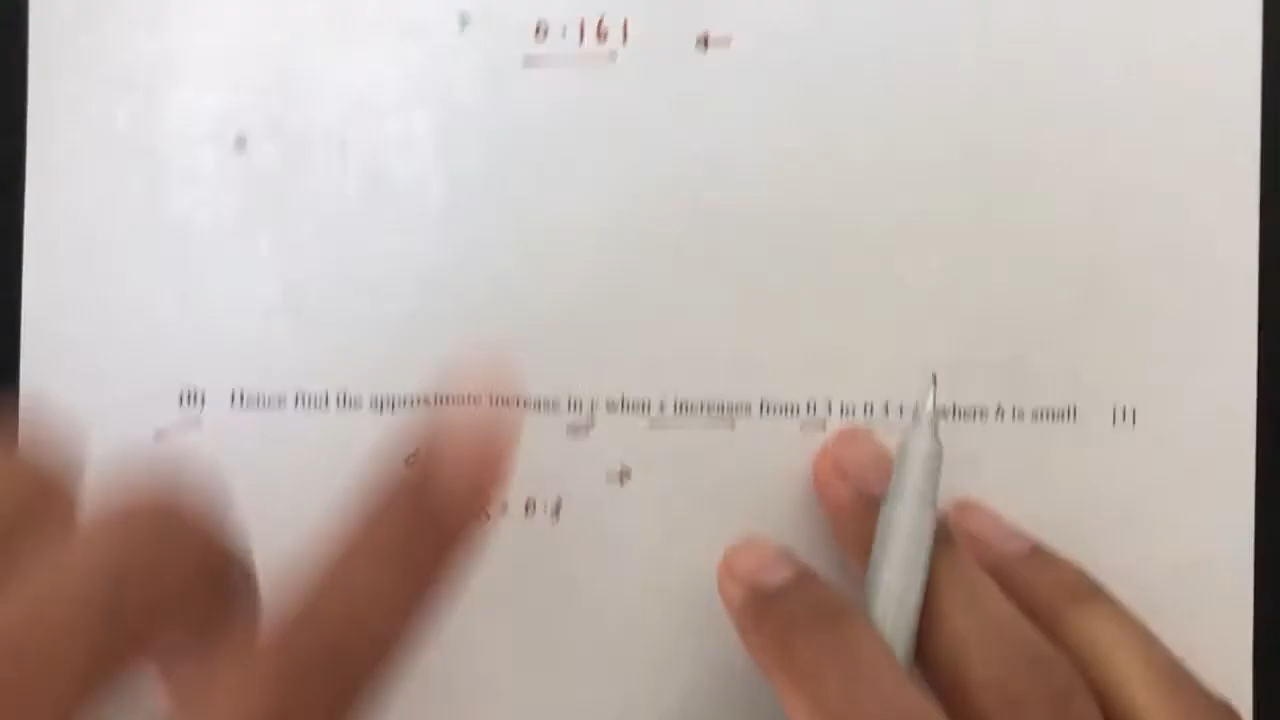 0.161 ←
(ii) Hence find the approximate increase in y when x increases from 0.3 to 0.3 + where h is small [1]